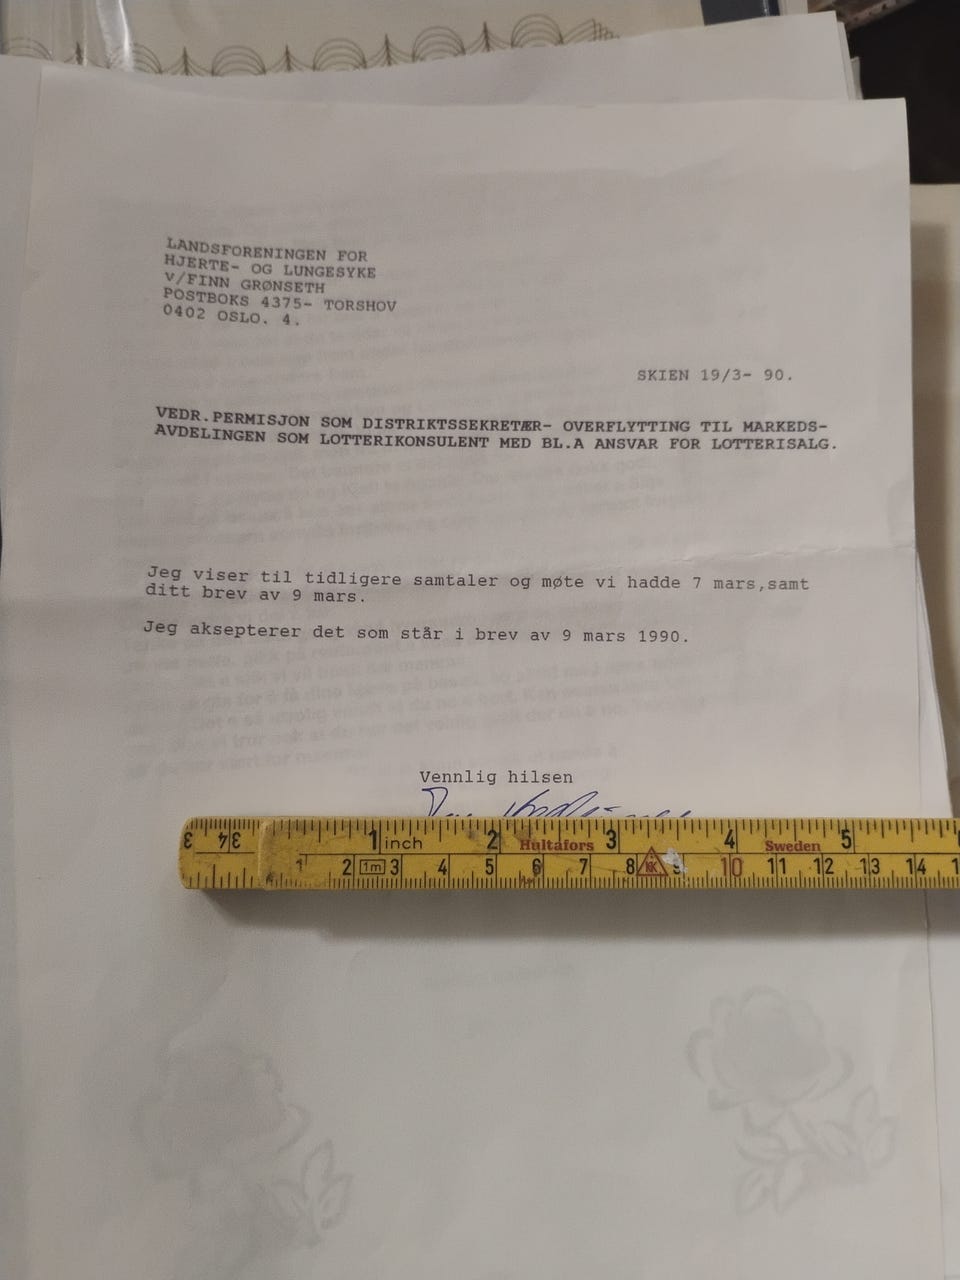 LANDSFORENINGEN FOR
HJERTE- OG LUNGESYKE
V/FINN GRØNSETH
POSTBOKS 4375- TORSHOV
0402 OSLO. 4.
SKIEN 19/3- 90.
VEDR.PERMISJON SOM DISTRIKTSSEKRETÆR- OVERFLYTTING TIL MARKEDS-
AVDELINGEN SOM LOTTERIKONSULENT MED BL.A ANSVAR FOR LOTTERISALG.
Jeg viser til tidligere samtaler og møte vi hadde 7 mars,samt
ditt brev av 9 mars.
Jeg aksepterer det som står i brev av 9 mars 1990.
Vennlig hilsen
1 inch 2 Hultafors 3 4 Sweden 5
1 2 1m 3 4 5 6 7 8 KK 9 10 11 12 13 14